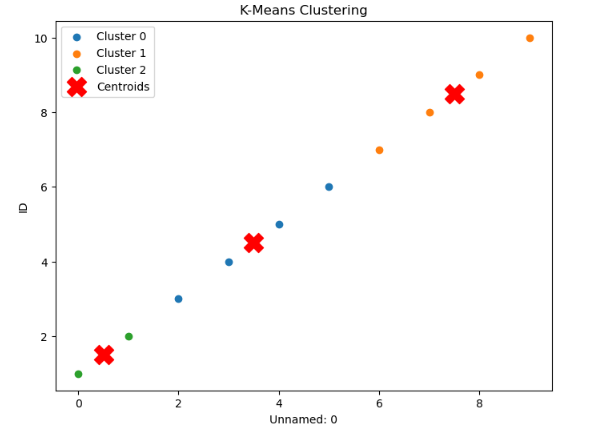 K-Means Clustering
Cluster 0
Cluster 1
Cluster 2
Centroids
10
8
6
4
2
ID
0
2
4
6
8
Unnamed: 0